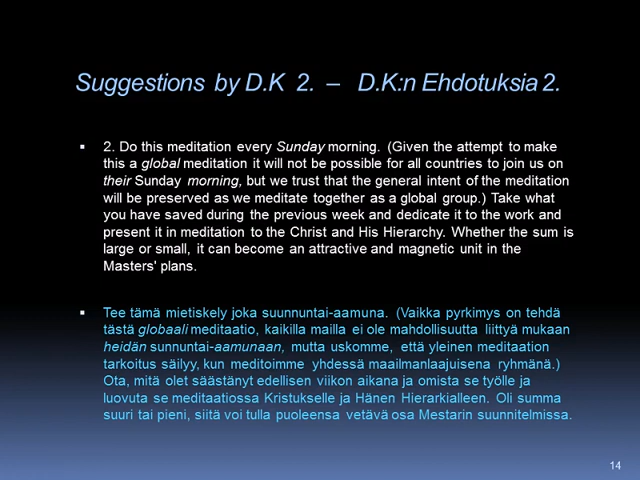 Suggestions by D.K 2. – D.K:n Ehdotuksia 2.
▪ 2. Do this meditation every Sunday morning. (Given the attempt to make
this a global meditation it will not be possible for all countries to join us on
their Sunday morning, but we trust that the general intent of the meditation
will be preserved as we meditate together as a global group.) Take what
you have saved during the previous week and dedicate it to the work and
present it in meditation to the Christ and His Hierarchy. Whether the sum is
large or small, it can become an attractive and magnetic unit in the
Masters' plans.
▪ Tee tämä mietiskely joka suunnuntai-aamuna. (Vaikka pyrkimys on tehdä
tästä globaali meditaatio, kaikilla mailla ei ole mahdollisuutta liittyä mukaan
heidän sunnuntai-aamunaan, mutta uskomme, että yleinen meditaation
tarkoitus säilyy, kun meditoimme yhdessä maailmanlaajuisena ryhmänä.)
Ota, mitä olet säästänyt edellisen viikon aikana ja omista se työlle ja
luovuta se meditaatiossa Kristukselle ja Hänen Hierarkialleen. Oli summa
suuri tai pieni, siitä voi tulla puoleensa vetävä osa Mestarin suunnitelmissa.
14